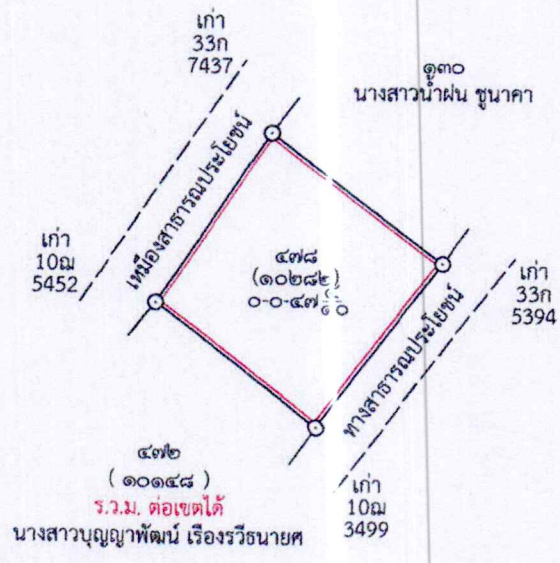 เก่า
33ก
7437
๑๓๐
นางสาวน้ำฝน ชูนาคา
เหมืองสาธารณประโยชน์
เก่า
10ฌ
5452
๔๗๘
(๑๐๒๘๒)
๐-๐-๔๗
เก่า
33ก
5394
ทางสาธารณประโยชน์
๔๗๒
( ๑๐๑๔๘ )
ร.ว.ม. ต่อเขตได้
นางสาวบุญญาพัฒน์ เรืองรวีธนายศ
เก่า
10ฌ
3499